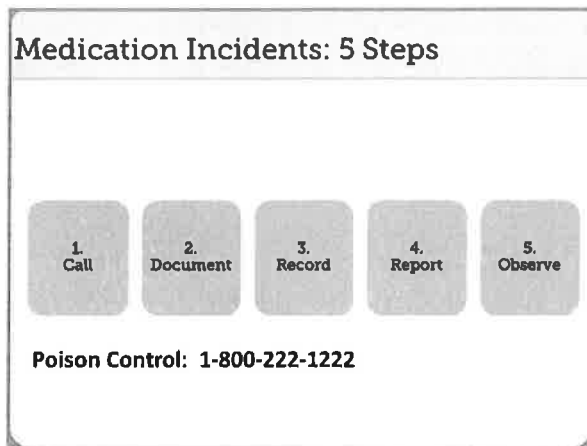 Medication Incidents: 5 Steps
1.
Call
2.
Document
3.
Record
4.
Report
5.
Observe
Poison Control: 1-800-222-1222